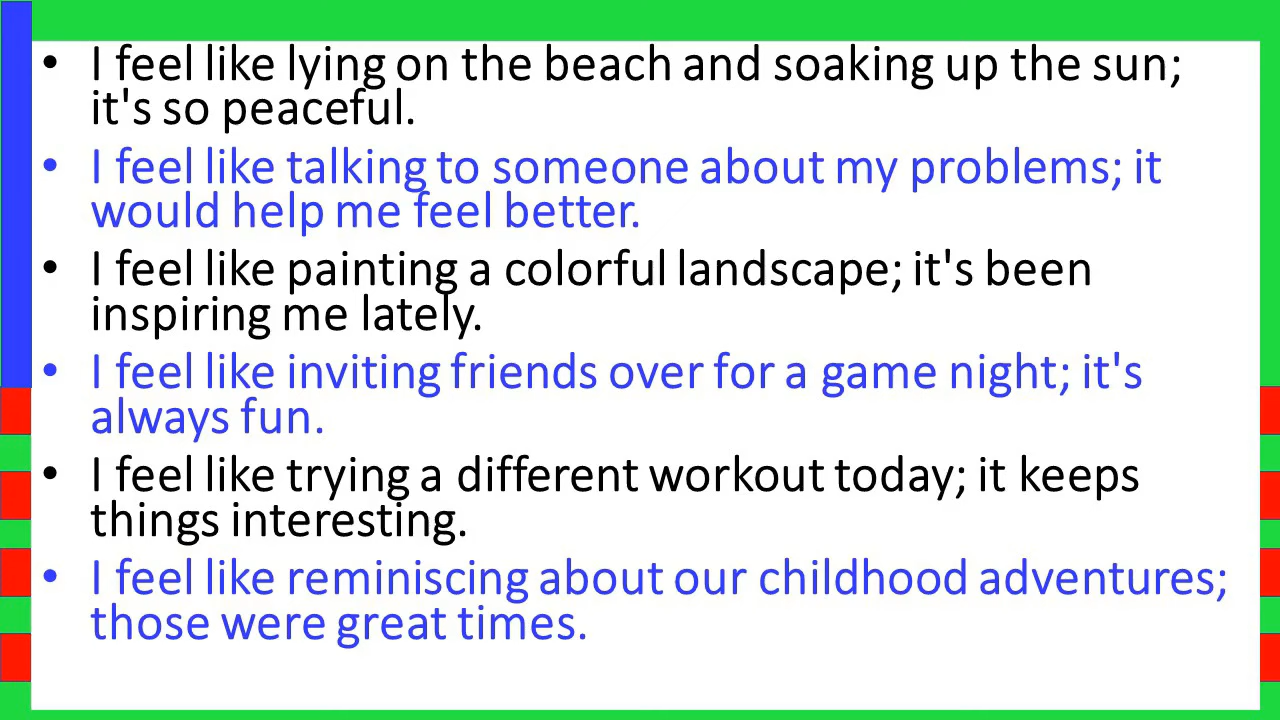 • I feel like lying on the beach and soaking up the sun;
it's so peaceful.
• I feel like talking to someone about my problems; it
would help me feel better.
• I feel like painting a colorful landscape; it's been
inspiring me lately.
• I feel like inviting friends over for a game night; it's
always fun.
• I feel like trying a different workout today; it keeps
things interesting.
• I feel like reminiscing about our childhood adventures;
those were great times.